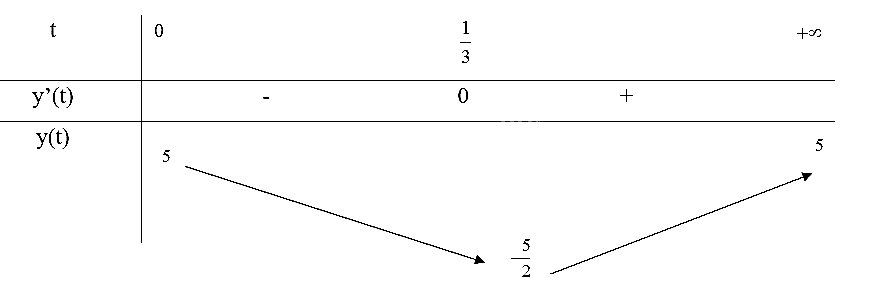 t 0 1/3 +∞
y’(t) - 0 +
y(t) 5 5
5/2